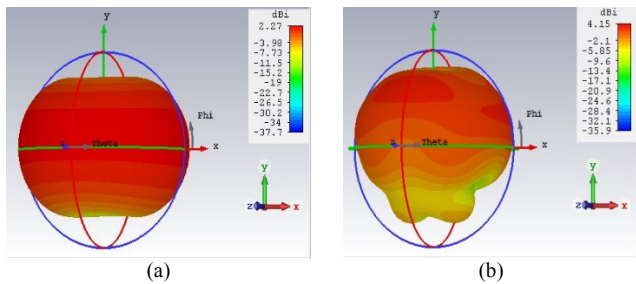 y
dBi
2.27
-3.98
-7.73
-11.5
-15.2
-19
-22.7
-26.5
-30.2
-34
-37.7
Phi
z Theta
x
y
z x
(a)
y
dBi
4.15
-2.1
-5.85
-9.6
-13.4
-17.1
-20.9
-24.6
-28.4
-32.1
-35.9
Phi
z Theta
x
y
z x
(b)